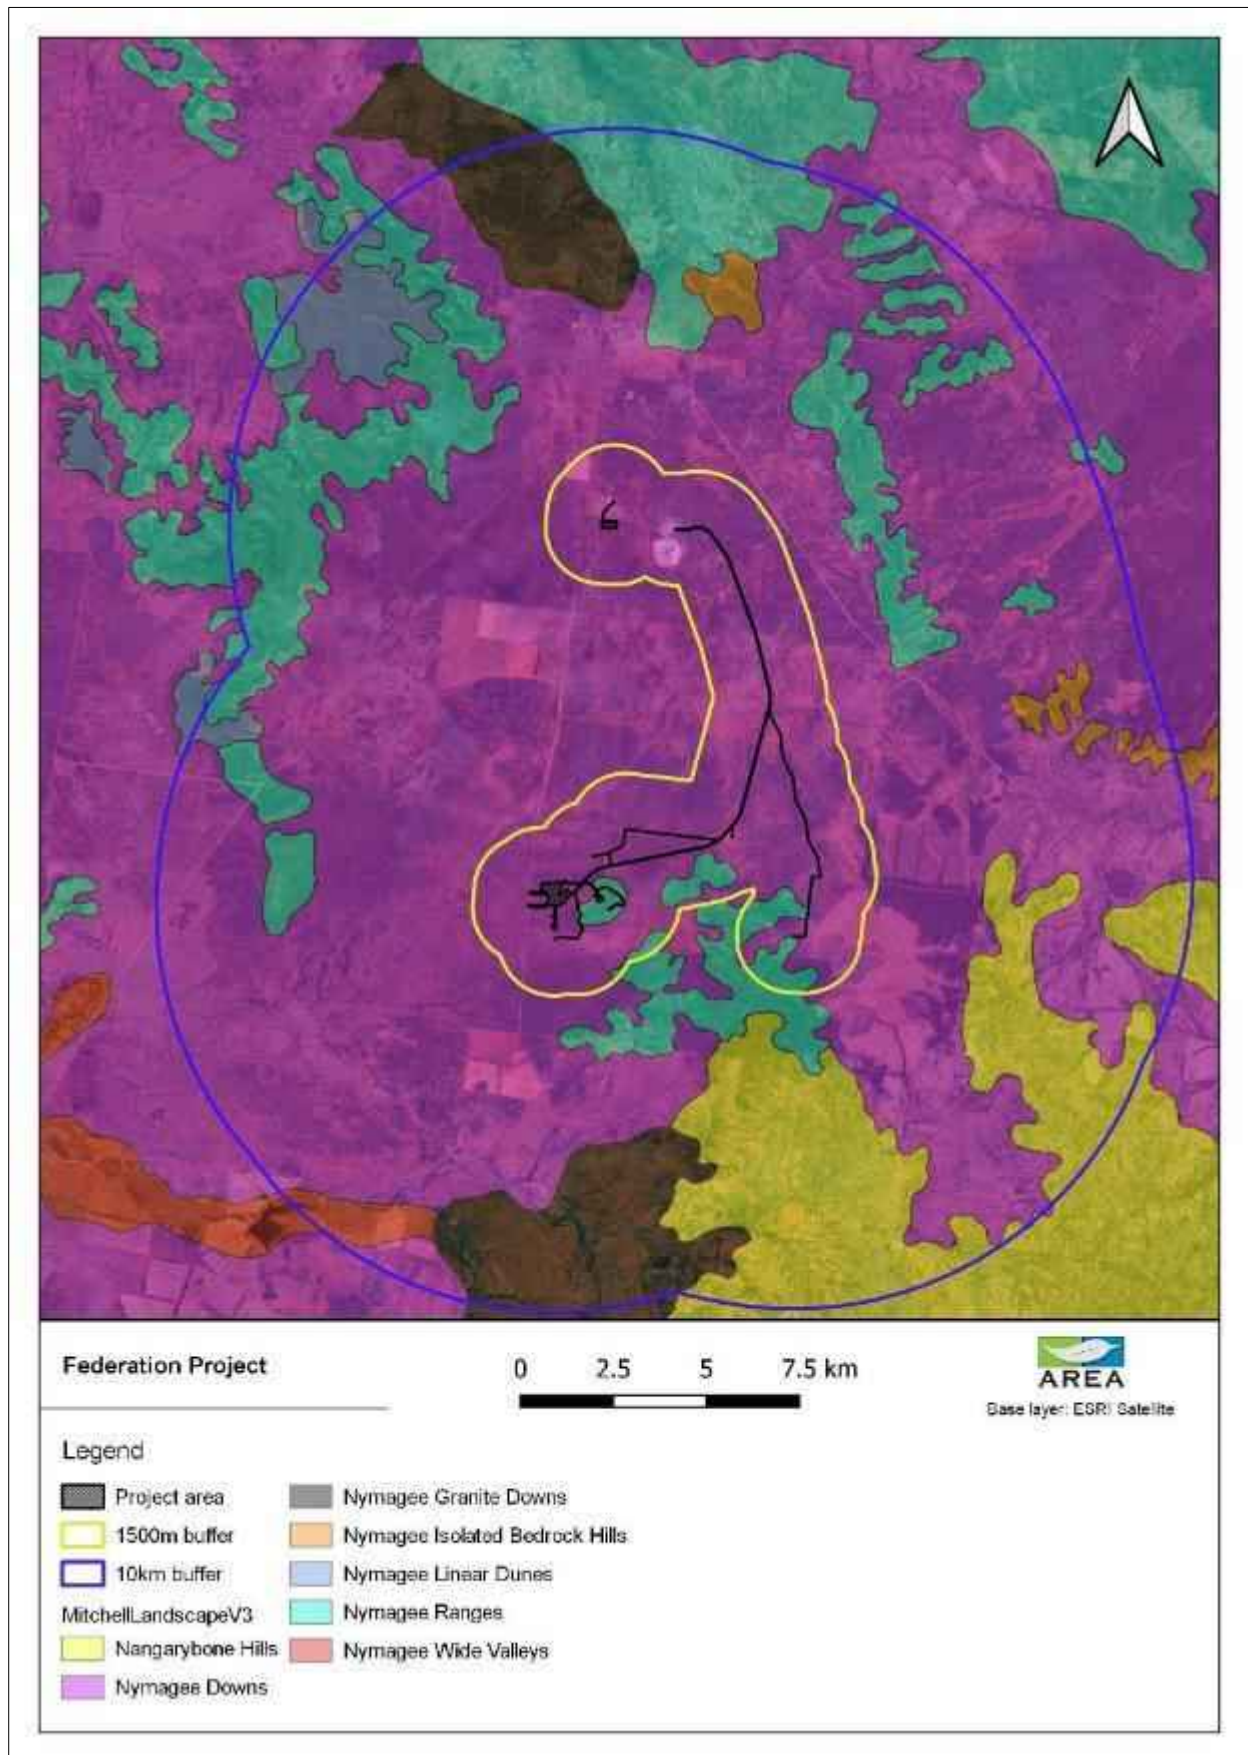 Federation Project
0 2.5 5 7.5 km
AREA
Base layer: ESRI Satellite
Legend
Project area
1500m buffer
10km buffer
MitchellLandscapeV3
Nangarybone Hills
Nymagee Downs
Nymagee Granite Downs
Nymagee Isolated Bedrock Hills
Nymagee Linear Dunes
Nymagee Ranges
Nymagee Wide Valleys